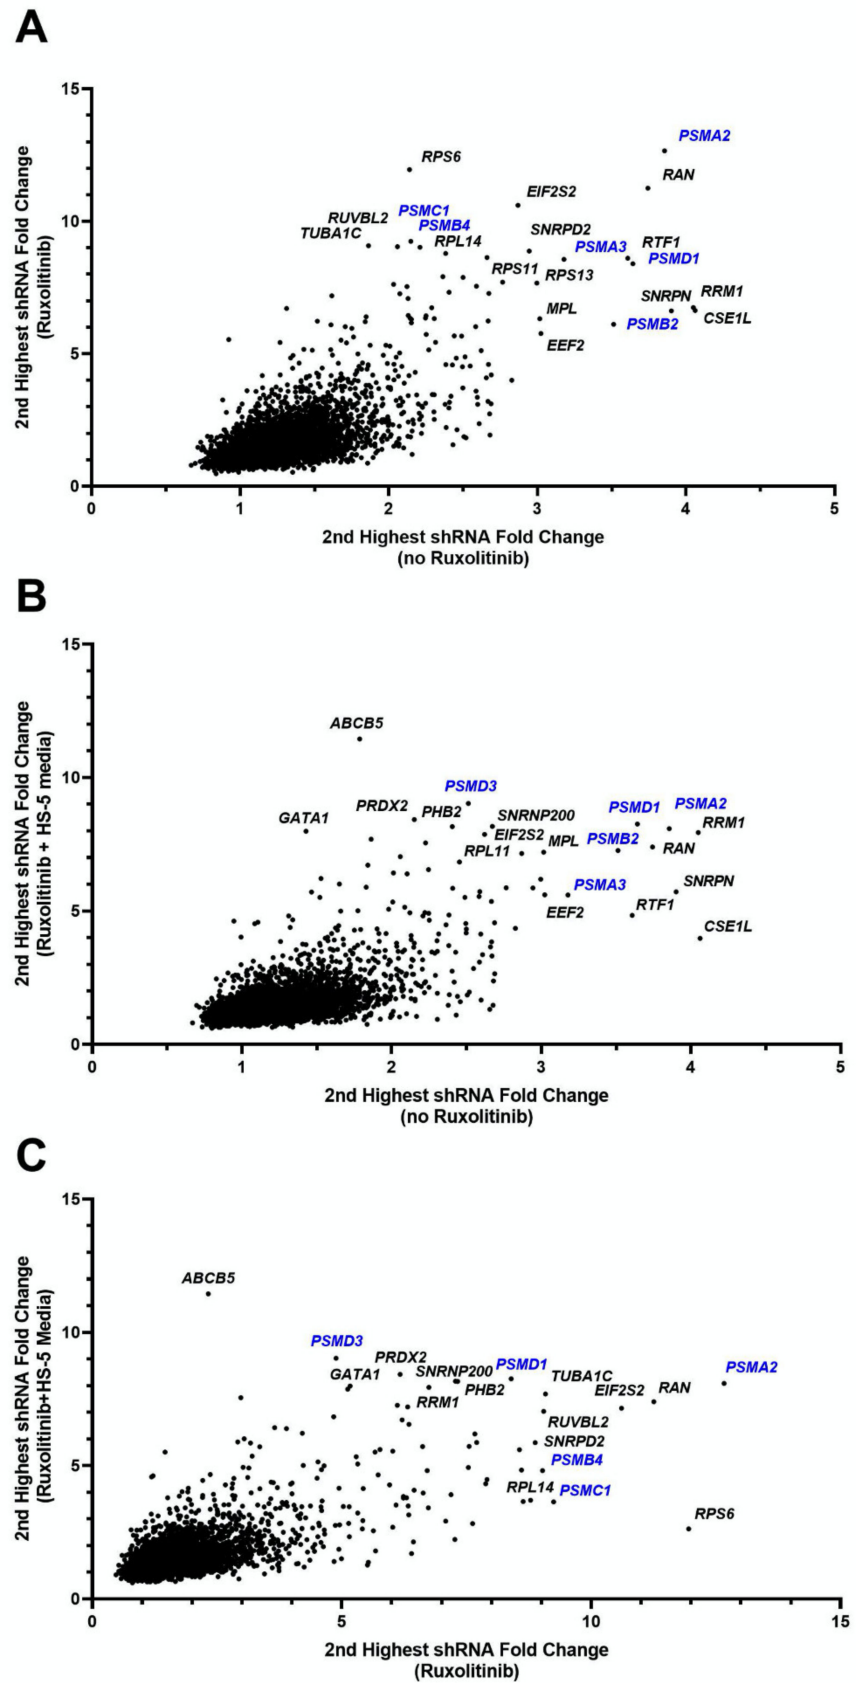 A
15
10
5
0
0
1
2
3
4
5
2nd Highest shRNA Fold Change
(Ruxolitinib)
PSMA2
RPS6
RAN
EIF2S2
PSMC1
RUVBL2
PSMB4
TUBA1C
RPL14
SNRPD2
PSMA3
RTF1
PSMD1
RPS11
RPS13
SNRPN
RRM1
MPL
PSMB2
CSE1L
EEF2
2nd Highest shRNA Fold Change
(no Ruxolitinib)
B
15
10
5
0
0
1
2
3
4
5
2nd Highest shRNA Fold Change
(Ruxolitinib + HS-5 media)
ABCB5
PSMD3
PRDX2
PHB2
GATA1
SNRNP200
PSMD1
PSMA2
RRM1
EIF2S2
MPL
PSMB2
RPL11
RAN
PSMA3
SNRPN
EEF2
RTF1
CSE1L
2nd Highest shRNA Fold Change
(no Ruxolitinib)
C
15
10
5
0
0
5
10
15
2nd Highest shRNA Fold Change
(Ruxolitinib+HS-5 Media)
ABCB5
PSMD3
PRDX2
GATA1
SNRNP200
PSMD1
PSMA2
TUBA1C
RRM1
PHB2
EIF2S2
RAN
RUVBL2
SNRPD2
PSMB4
RPL14
PSMC1
RPS6
2nd Highest shRNA Fold Change
(Ruxolitinib)